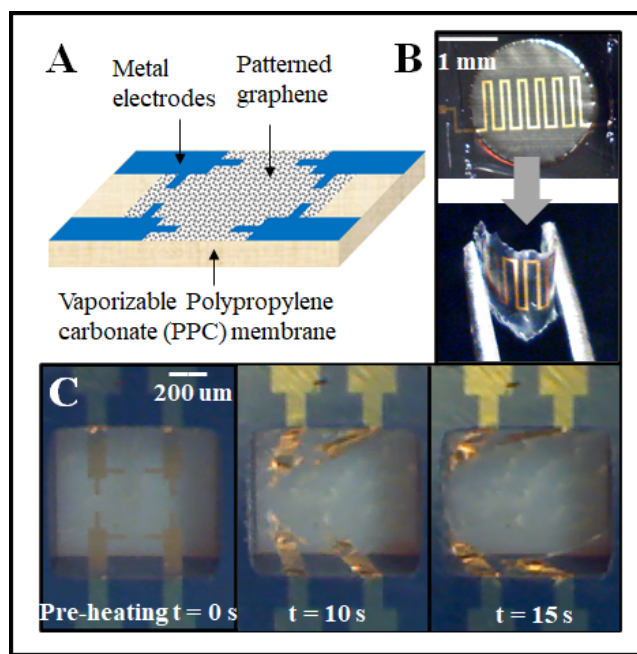 A
Metal
electrodes
Patterned
graphene
Vaporizable Polypropylene
carbonate (PPC) membrane
B
1 mm
C
200 um
Pre-heating t = 0 s
t = 10 s
t = 15 s